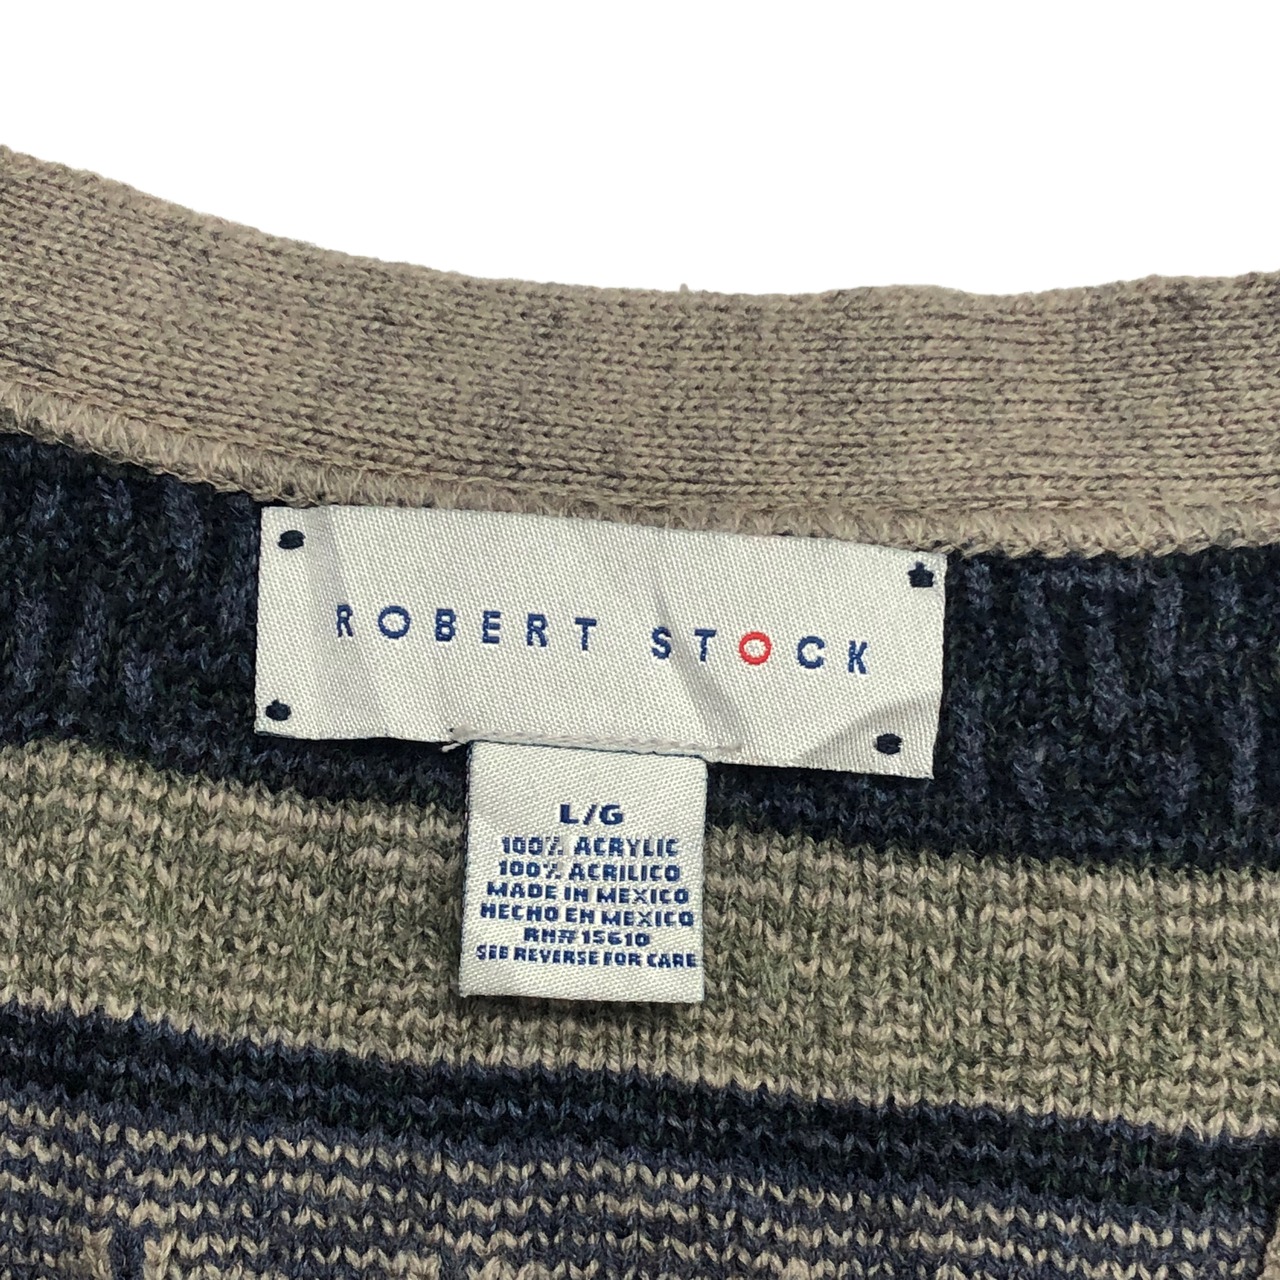 ROBERT STOCK
L/G
100% ACRYLIC
100% ACRILICO
MADE IN MEXICO
HECHO EN MEXICO
RN# 15610
SEE REVERSE FOR CARE